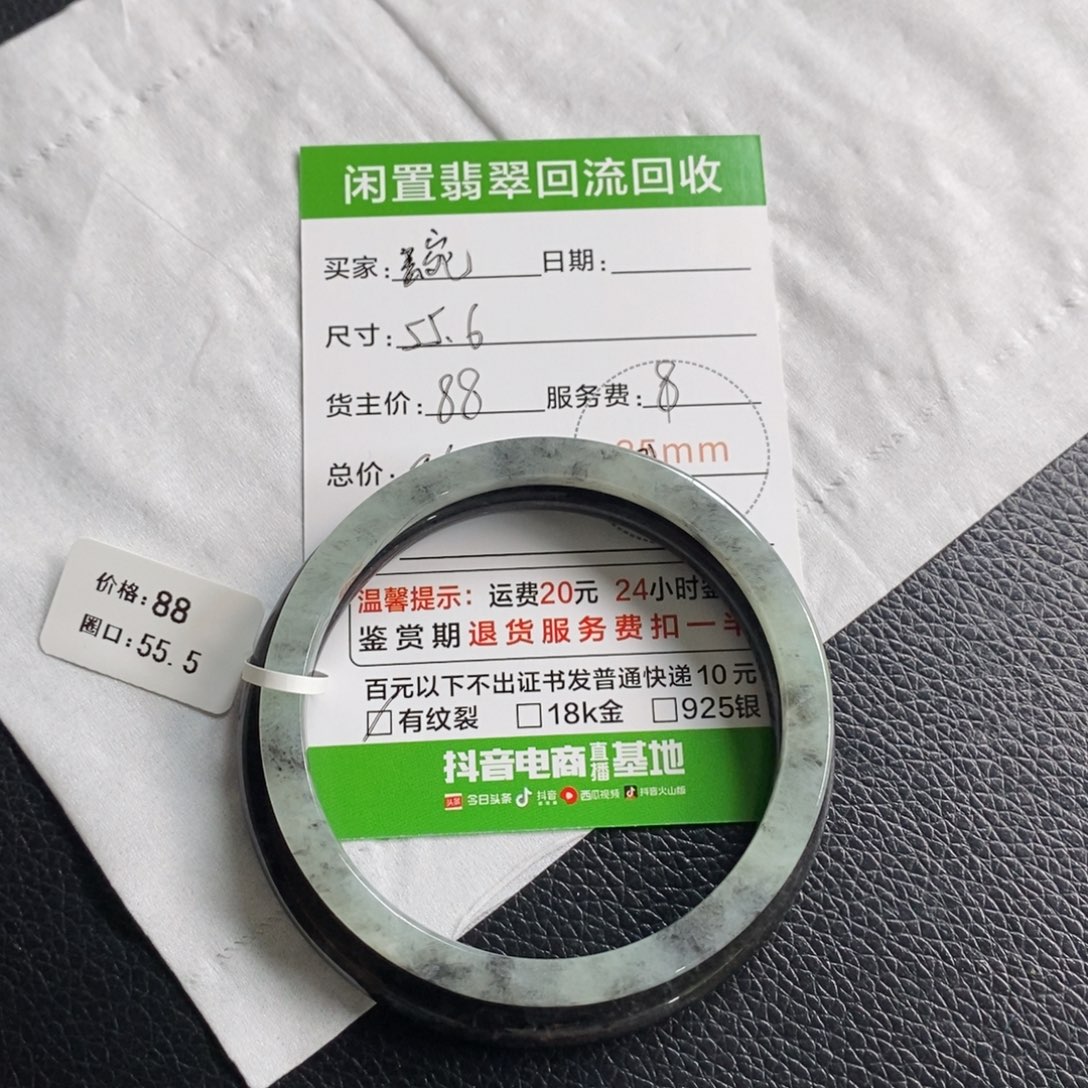 闲置翡翠回流回收
买家: 日期:
尺寸: 55.6
货主价: 88 服务费: 8
总价: 85mm
温馨提示: 运费20元 24小时鉴
鉴赏期退货服务费扣一半
百元以下不出证书发普通快递10元
有纹裂 18k金 925银
抖音电商直播基地
头条 今日头条 抖音 西瓜视频 抖音火山版
价格:88
圈口:55.5